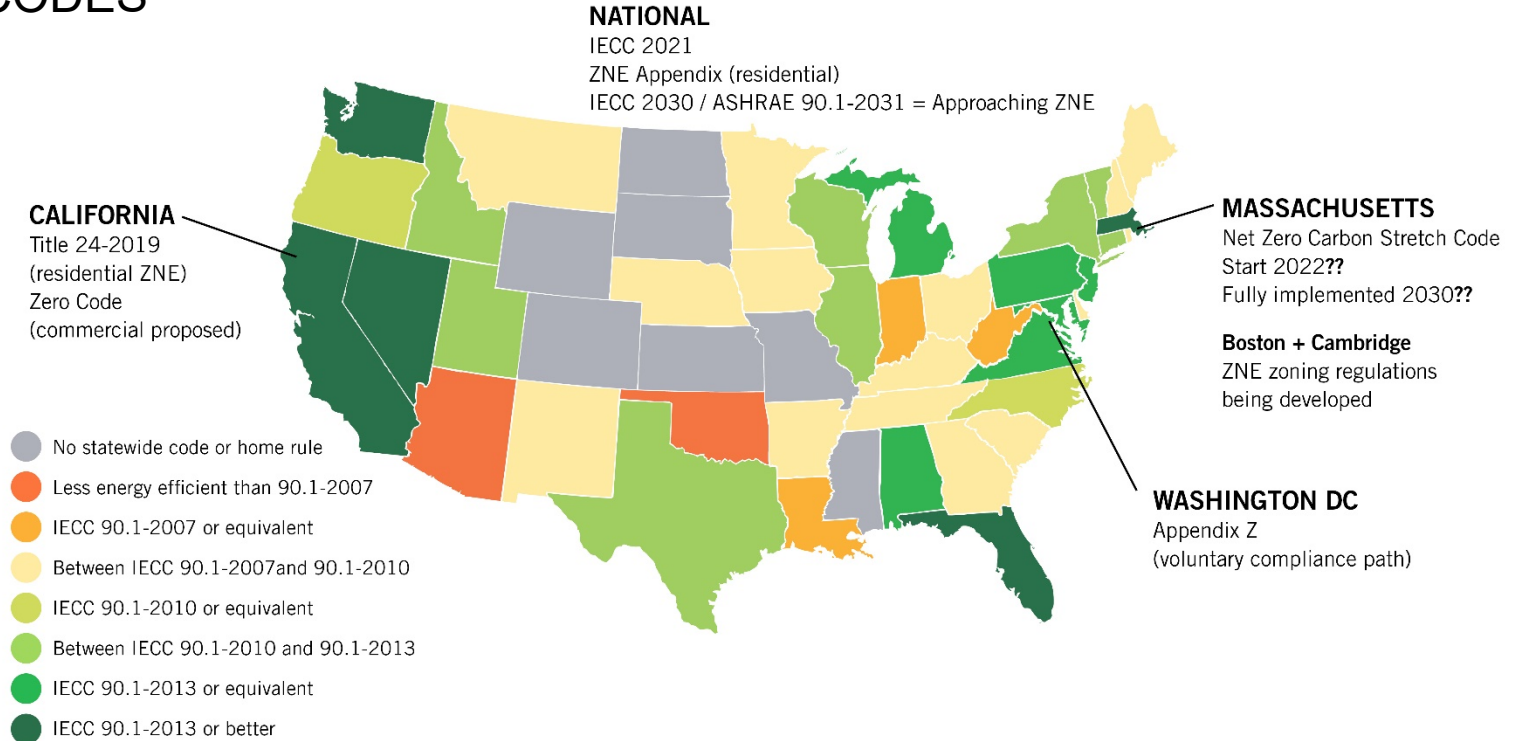 CODES
NATIONAL
IECC 2021
ZNE Appendix (residential)
IECC 2030 / ASHRAE 90.1-2031 = Approaching ZNE
CALIFORNIA
Title 24-2019
(residential ZNE)
Zero Code
(commercial proposed)
MASSACHUSETTS
Net Zero Carbon Stretch Code
Start 2022??
Fully implemented 2030??
Boston + Cambridge
ZNE zoning regulations
being developed
WASHINGTON DC
Appendix Z
(voluntary compliance path)
No statewide code or home rule
Less energy efficient than 90.1-2007
IECC 90.1-2007 or equivalent
Between IECC 90.1-2007and 90.1-2010
IECC 90.1-2010 or equivalent
Between IECC 90.1-2010 and 90.1-2013
IECC 90.1-2013 or equivalent
IECC 90.1-2013 or better